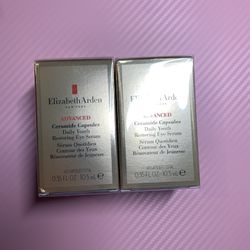 Elizabeth Arden
NEW YORK
ADVANCED
Ceramide Capsules
Daily Youth
Restoring Eye Serum
Sérum Quotidien
Contour des Yeux
Rénovateur de Jeunesse
0.35 FL.OZ. 10.5 mL ℮
Elizabeth Arden
NEW YORK
ADVANCED
Ceramide Capsules
Daily Youth
Restoring Eye Serum
Sérum Quotidien
Contour des Yeux
Rénovateur de Jeunesse
0.35 FL.OZ. 10.5 mL ℮